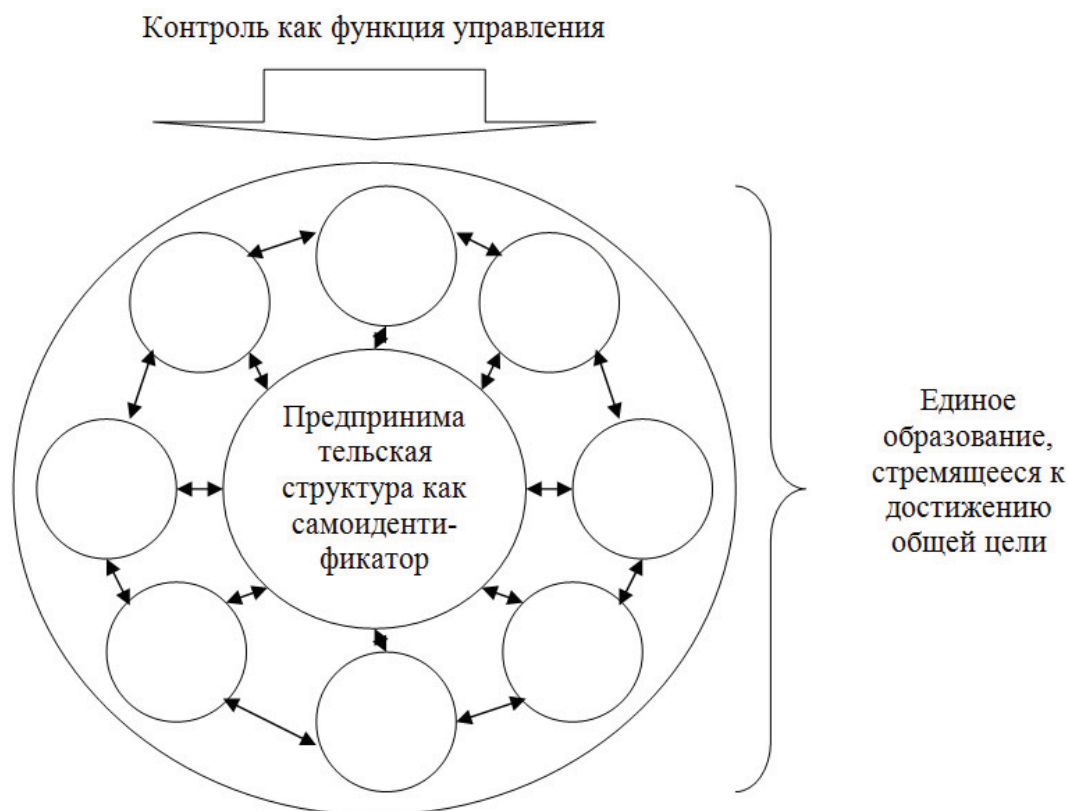 Контроль как функция управления
Предпринима
тельская
структура как
самоиденти-
фикатор
Единое
образование,
стремящееся к
достижению
общей цели